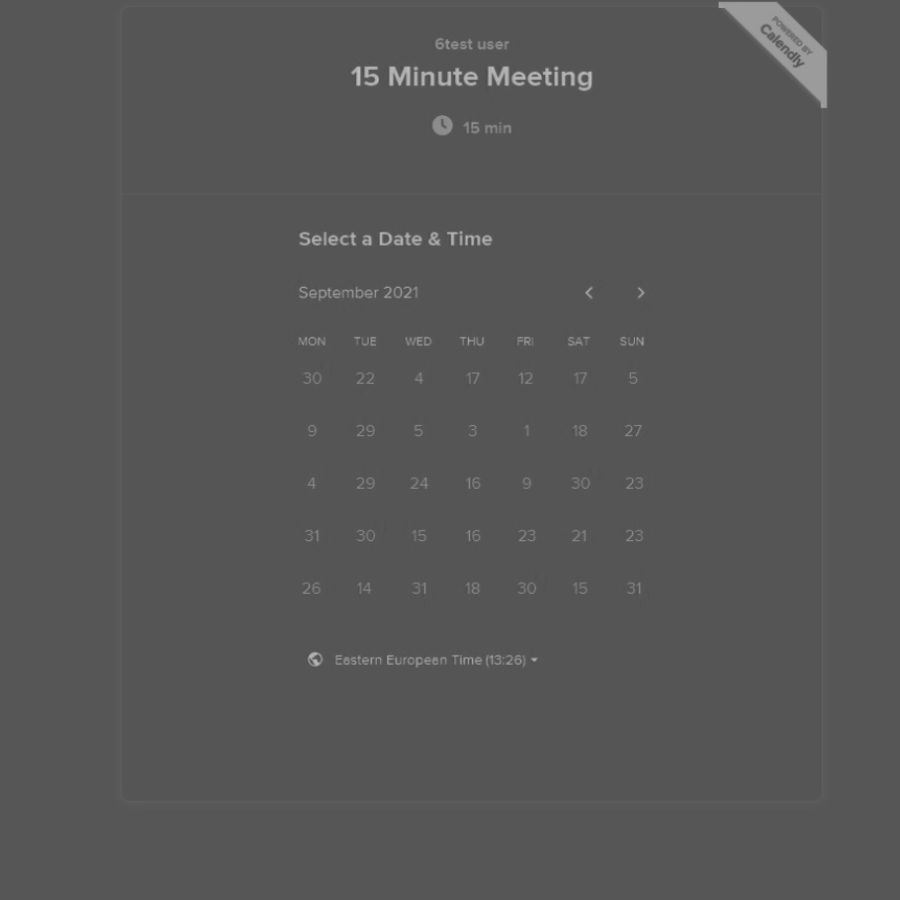 6test user
POWERED BY
Calendly
15 Minute Meeting
15 min
Select a Date & Time
September 2021
MON TUE WED THU FRI SAT SUN
30 22 4 17 12 17 5
9 29 5 3 1 18 27
4 29 24 16 9 30 23
31 30 15 16 23 21 23
26 14 31 18 30 15 31
Eastern European Time (13:26)